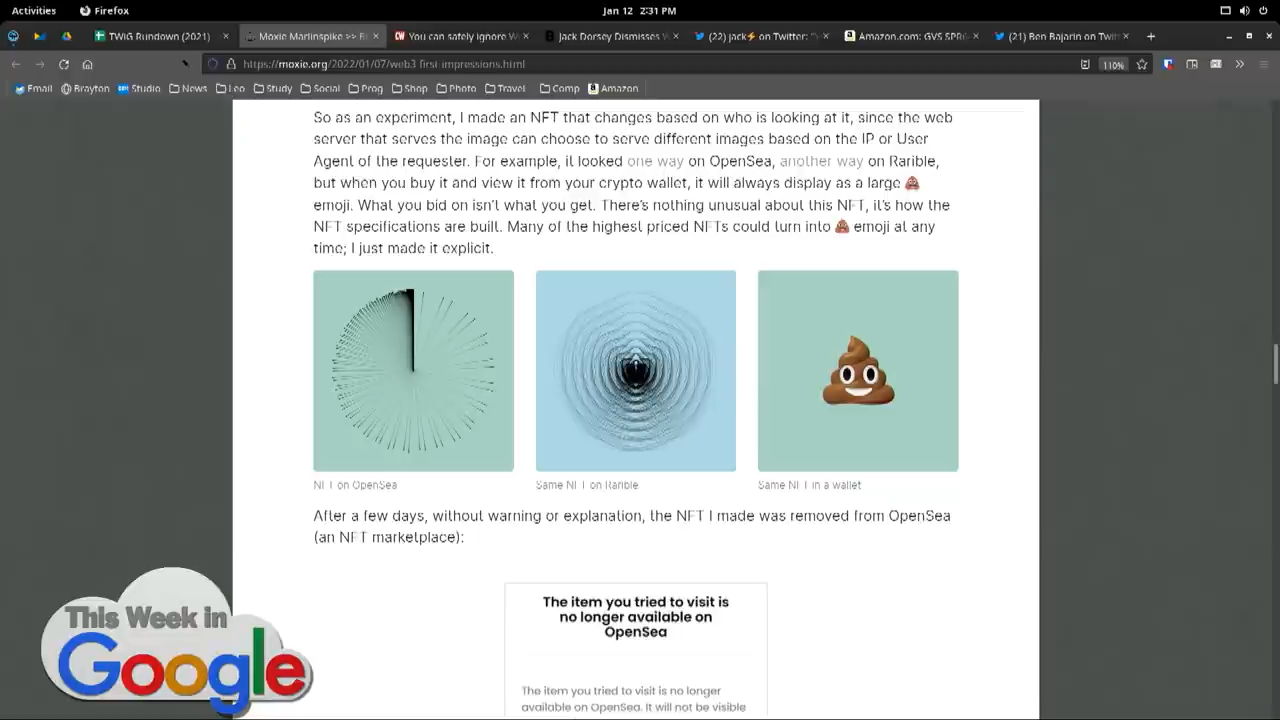 Activities
Firefox
Jan 12 2:31 PM
TWiG Rundown (2021)
Moxie Marlinspike >> Bl
You can safely ignore W
Jack Dorsey Dismisses
(22) jack⚡ on Twitter: "
Amazon.com: GVS SPR
(21) Ben Bajarin on Twit
https://moxie.org/2022/01/07/web3-first-impressions.html
110%
Email
Brayton
Studio
News
Leo
Study
Social
Prog
Shop
Photo
Travel
Comp
Amazon
So as an experiment, I made an NFT that changes based on who is looking at it, since the web
server that serves the image can choose to serve different images based on the IP or User
Agent of the requester. For example, it looked one way on OpenSea, another way on Rarible,
but when you buy it and view it from your crypto wallet, it will always display as a large 💩
emoji. What you bid on isn't what you get. There's nothing unusual about this NFT, it's how the
NFT specifications are built. Many of the highest priced NFTs could turn into 💩 emoji at any
time; I just made it explicit.
NFT on OpenSea
Same NFT on Rarible
Same NFT in a wallet
After a few days, without warning or explanation, the NFT I made was removed from OpenSea
(an NFT marketplace):
The item you tried to visit is
no longer available on
OpenSea
The item you tried to visit is no longer
available on OpenSea. It will not be visible
This Week in
Google